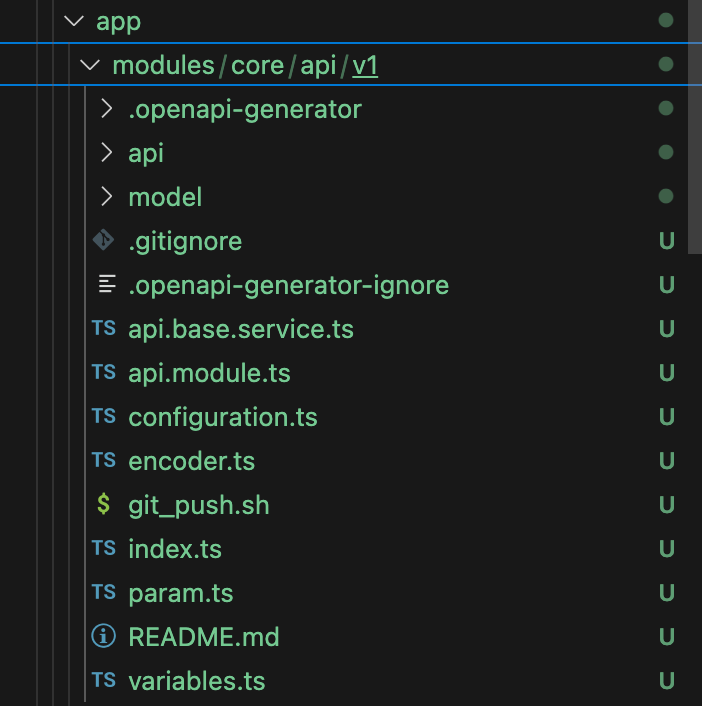 app
modules/core/api/v1
.openapi-generator
api
model
.gitignore U
.openapi-generator-ignore U
TS api.base.service.ts U
TS api.module.ts U
TS configuration.ts U
TS encoder.ts U
$ git_push.sh U
TS index.ts U
TS param.ts U
README.md U
TS variables.ts U